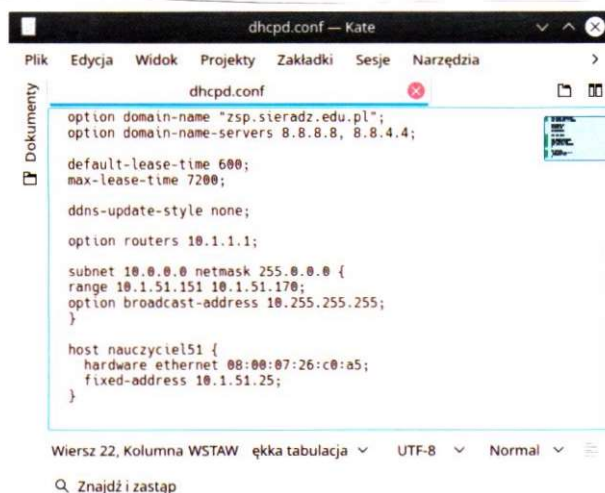 dhcpd.conf — Kate
Plik Edycja Widok Projekty Zakładki Sesje Narzędzia
dhcpd.conf
Dokumenty
option domain-name "zsp.sieradz.edu.pl";
option domain-name-servers 8.8.8.8, 8.8.4.4;
default-lease-time 600;
max-lease-time 7200;
ddns-update-style none;
option routers 10.1.1.1;
subnet 10.0.0.0 netmask 255.0.0.0 {
range 10.1.51.151 10.1.51.170;
option broadcast-address 10.255.255.255;
}
host nauczyciel51 {
hardware ethernet 08:00:07:26:c0:a5;
fixed-address 10.1.51.25;
}
Wiersz 22, Kolumna WSTAW ękka tabulacja UTF-8 Normal
Znajdź i zastąp